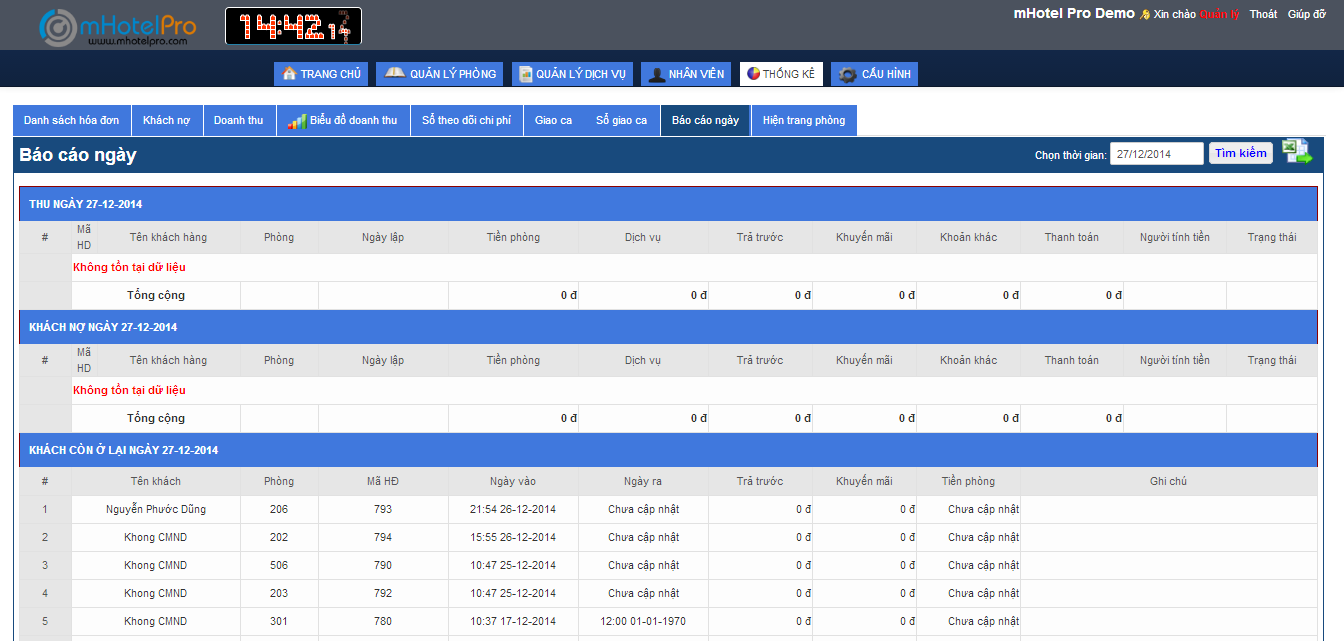 mHotelPro
www.mhotelpro.com
14:42
mHotel Pro Demo Xin chào Quản lý Thoát Giúp đỡ
TRANG CHỦ QUẢN LÝ PHÒNG QUẢN LÝ DỊCH VỤ NHÂN VIÊN THỐNG KÊ CẤU HÌNH
Danh sách hóa đơn Khách nợ Doanh thu Biểu đồ doanh thu Sổ theo dõi chi phí Giao ca Sổ giao ca Báo cáo ngày Hiện trang phòng
Báo cáo ngày Chọn thời gian: 27/12/2014 Tìm kiếm
THU NGÀY 27-12-2014
# Mã HD Tên khách hàng Phòng Ngày lập Tiền phòng Dịch vụ Trả trước Khuyến mãi Khoản khác Thanh toán Người tính tiền Trạng thái
Không tồn tại dữ liệu
Tổng cộng 0 đ 0 đ 0 đ 0 đ 0 đ 0 đ
KHÁCH NỢ NGÀY 27-12-2014
# Mã HD Tên khách hàng Phòng Ngày lập Tiền phòng Dịch vụ Trả trước Khuyến mãi Khoản khác Thanh toán Người tính tiền Trạng thái
Không tồn tại dữ liệu
Tổng cộng 0 đ 0 đ 0 đ 0 đ 0 đ 0 đ
KHÁCH CÒN Ở LẠI NGÀY 27-12-2014
# Tên khách Phòng Mã HĐ Ngày vào Ngày ra Trả trước Khuyến mãi Tiền phòng Ghi chú
1 Nguyễn Phước Dũng 206 793 21:54 26-12-2014 Chưa cập nhật 0 đ 0 đ Chưa cập nhật
2 Khong CMND 202 794 15:55 26-12-2014 Chưa cập nhật 0 đ 0 đ Chưa cập nhật
3 Khong CMND 506 790 10:47 25-12-2014 Chưa cập nhật 0 đ 0 đ Chưa cập nhật
4 Khong CMND 203 792 10:47 25-12-2014 Chưa cập nhật 0 đ 0 đ Chưa cập nhật
5 Khong CMND 301 780 10:37 17-12-2014 12:00 01-01-1970 0 đ 0 đ Chưa cập nhật